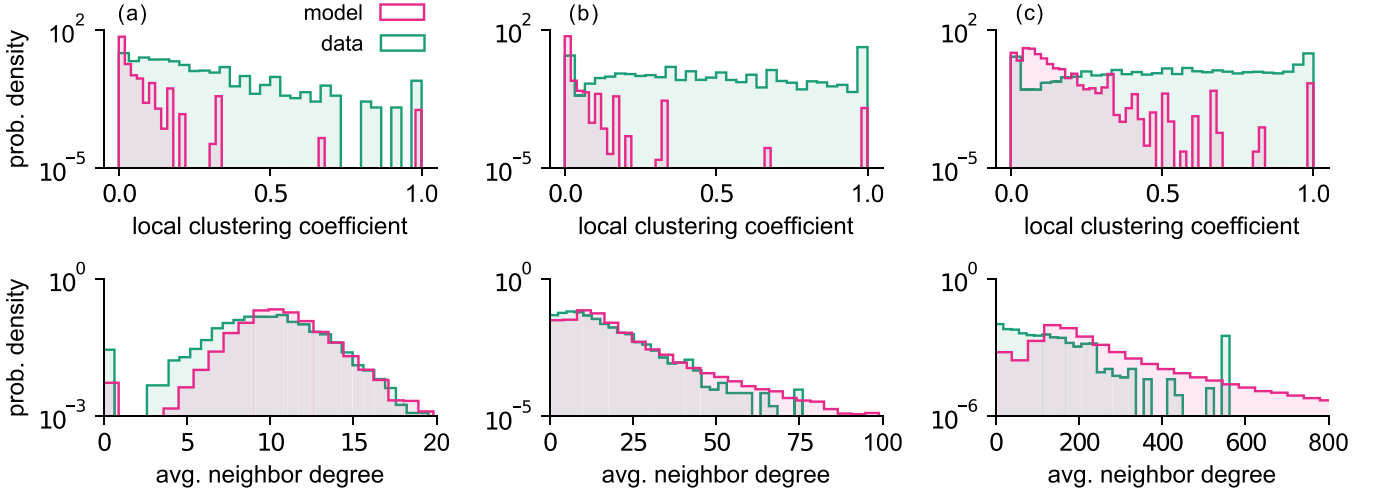 (a)
model
data
(b)
(c)
prob. density
10^2
10^−5
0.0 0.5 1.0
local clustering coefficient
10^2
10^−5
0.0 0.5 1.0
local clustering coefficient
10^2
10^−5
0.0 0.5 1.0
local clustering coefficient
prob. density
10^0
10^−3
0 5 10 15 20
avg. neighbor degree
10^0
10^−5
0 25 50 75 100
avg. neighbor degree
10^0
10^−6
0 200 400 600 800
avg. neighbor degree